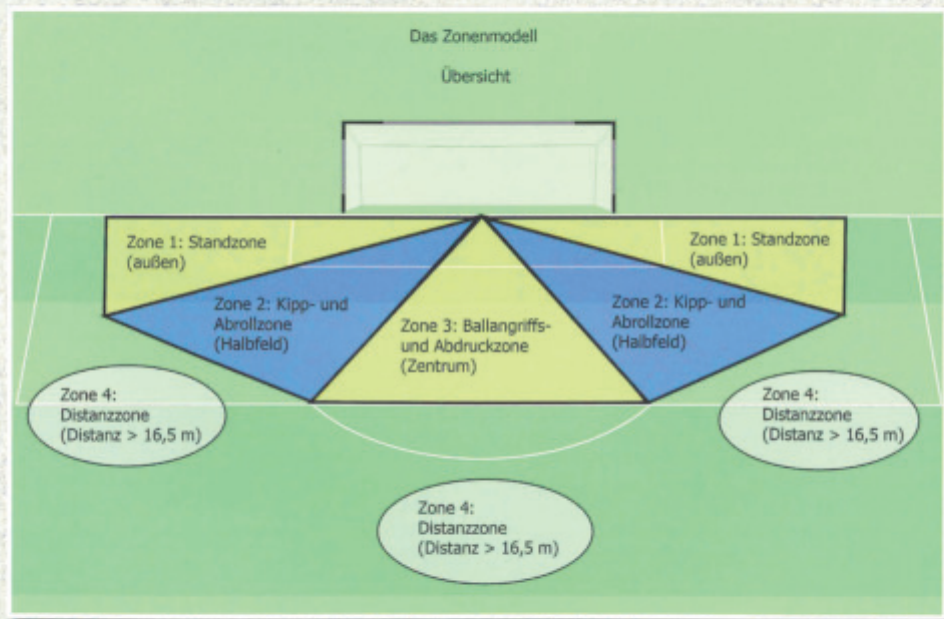 Das Zonenmodell
Übersicht
Zone 1: Standzone
(außen)
Zone 1: Standzone
(außen)
Zone 2: Kipp- und
Abrollzone
(Halbfeld)
Zone 3: Ballangriffs-
und Abdruckzone
(Zentrum)
Zone 2: Kipp- und
Abrollzone
(Halbfeld)
Zone 4:
Distanzzone
(Distanz > 16,5 m)
Zone 4:
Distanzzone
(Distanz > 16,5 m)
Zone 4:
Distanzzone
(Distanz > 16,5 m)